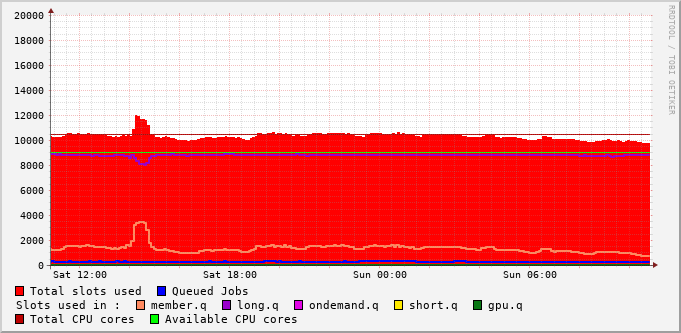 20000
18000
16000
14000
12000
10000
8000
6000
4000
2000
0
Sat 12:00 Sat 18:00 Sun 00:00 Sun 06:00
RRDTOOL / TOBI OETIKER
Total slots used Queued Jobs
Slots used in : member.q long.q ondemand.q short.q gpu.q
Total CPU cores Available CPU cores